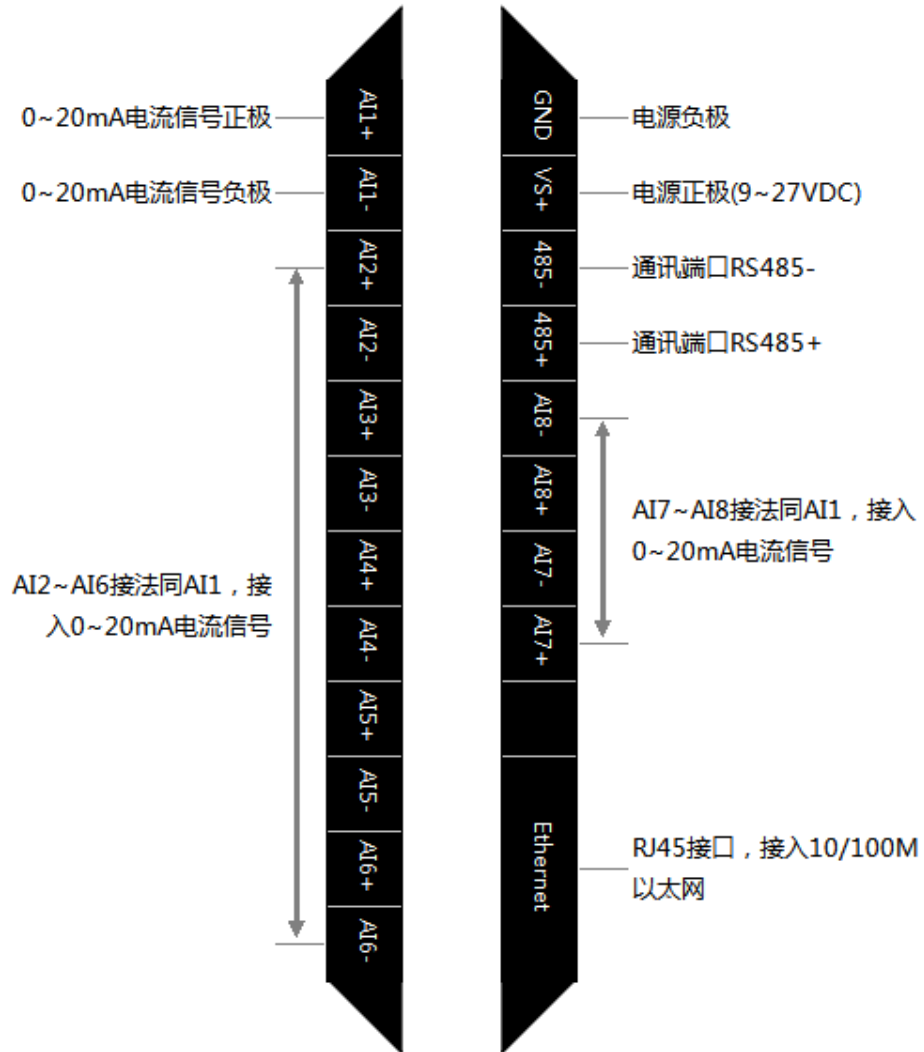 0~20mA电流信号正极
0~20mA电流信号负极
AI2~AI6接法同AI1，接
入0~20mA电流信号
AI1+
AI1-
AI2+
AI2-
AI3+
AI3-
AI4+
AI4-
AI5+
AI5-
AI6+
AI6-
GND
VS+
485-
485+
AI8-
AI8+
AI7-
AI7+
Ethernet
电源负极
电源正极(9~27VDC)
通讯端口RS485-
通讯端口RS485+
AI7~AI8接法同AI1，接入
0~20mA电流信号
RJ45接口，接入10/100M
以太网